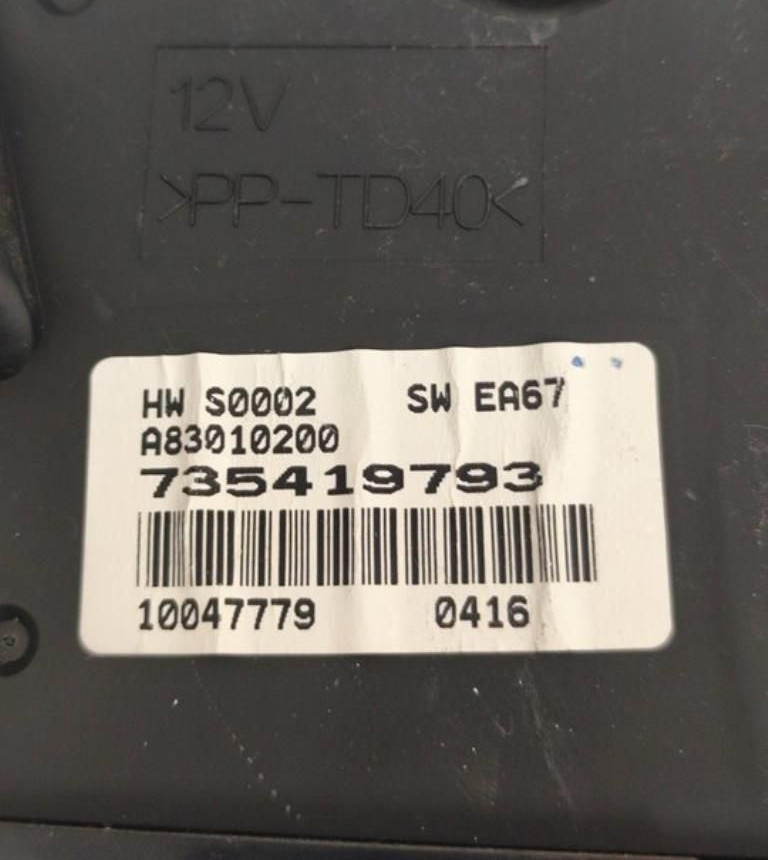 12V
>PP-TD40<
HW S0002 SW EA67
A83010200
735419793
10047779 0416